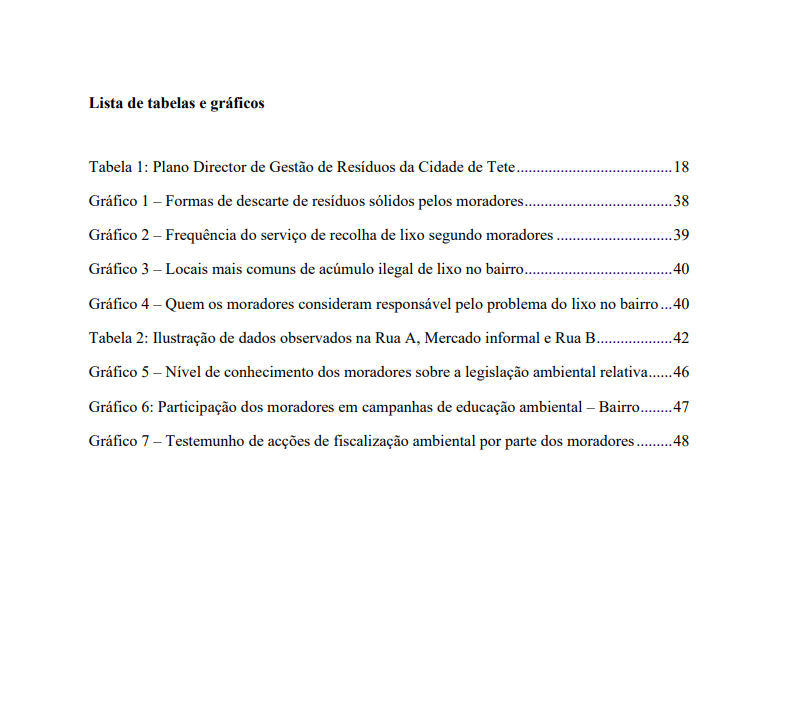 Lista de tabelas e gráficos
Tabela 1: Plano Director de Gestão de Resíduos da Cidade de Tete.......................................18
Gráfico 1 – Formas de descarte de resíduos sólidos pelos moradores.....................................38
Gráfico 2 – Frequência do serviço de recolha de lixo segundo moradores .............................39
Gráfico 3 – Locais mais comuns de acúmulo ilegal de lixo no bairro.....................................40
Gráfico 4 – Quem os moradores consideram responsável pelo problema do lixo no bairro...40
Tabela 2: Ilustração de dados observados na Rua A, Mercado informal e Rua B...................42
Gráfico 5 – Nível de conhecimento dos moradores sobre a legislação ambiental relativa......46
Gráfico 6: Participação dos moradores em campanhas de educação ambiental – Bairro........47
Gráfico 7 – Testemunho de acções de fiscalização ambiental por parte dos moradores.........48